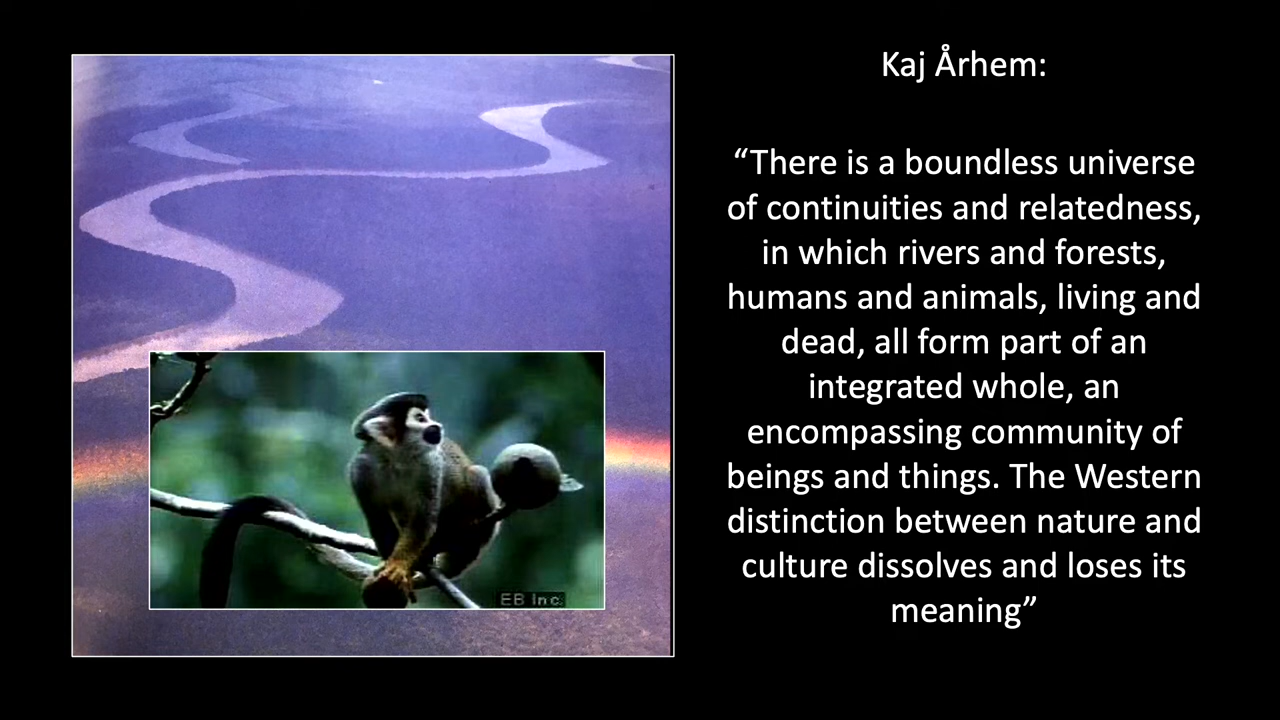 Kaj Århem:
“There is a boundless universe
of continuities and relatedness,
in which rivers and forests,
humans and animals, living and
dead, all form part of an
integrated whole, an
encompassing community of
beings and things. The Western
distinction between nature and
culture dissolves and loses its
meaning”
EB Inc.